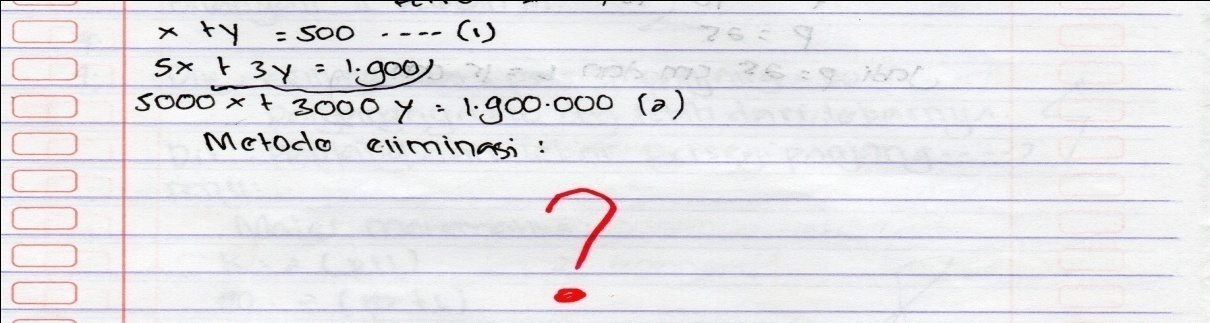 x + y = 500 ---- (1)
5x + 3y = 1.900
5000 x + 3000 y = 1.900.000 (2)
Metode eliminasi :
?